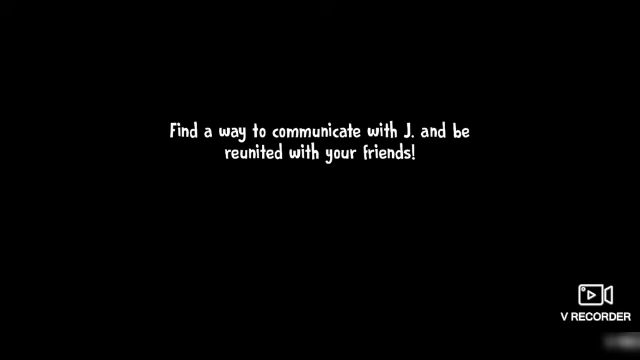 Find a way to communicate with J. and be
reunited with your friends!
V RECORDER